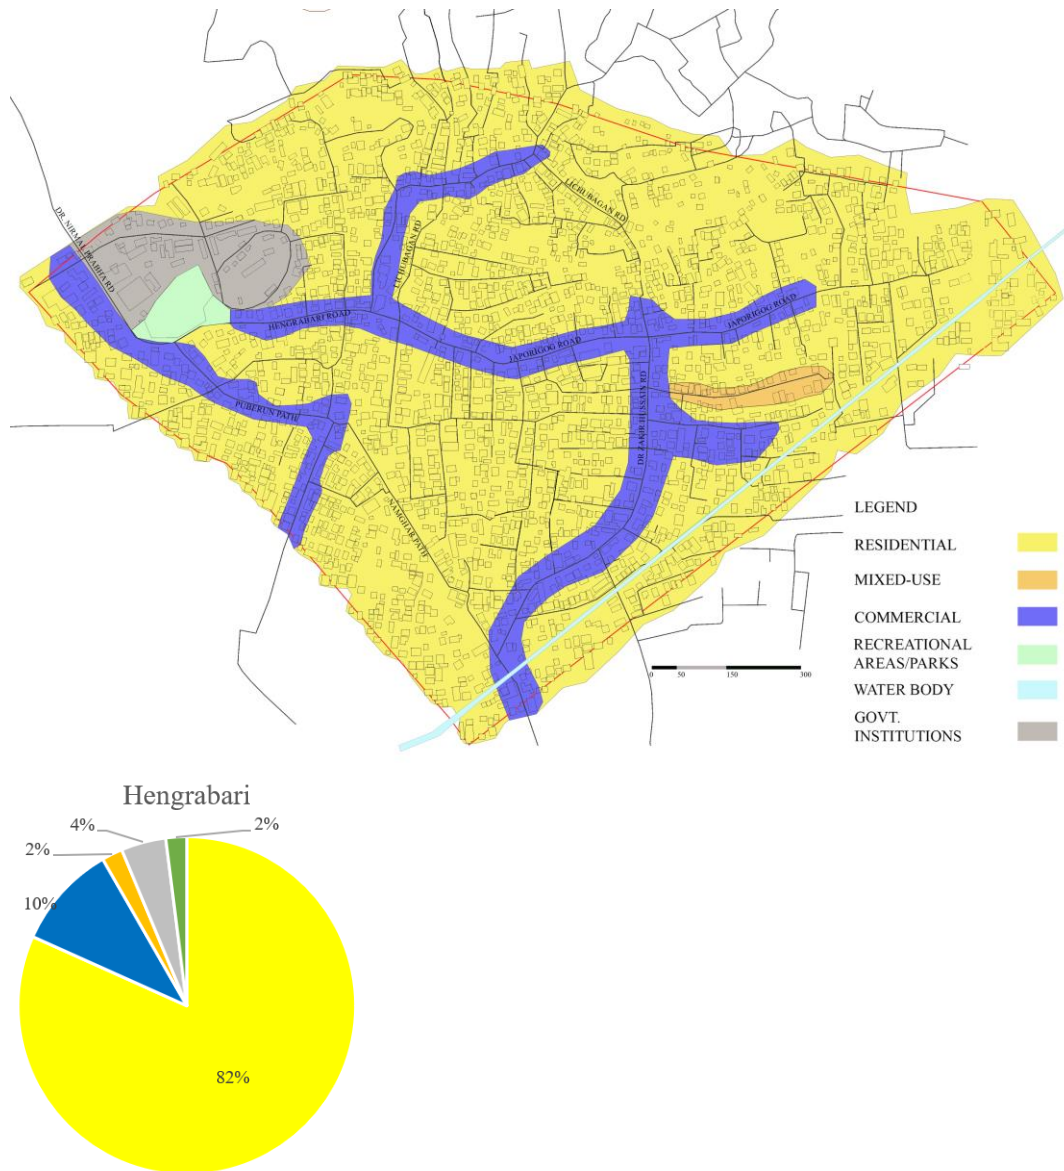 DR. NIRMAL PRABHA RD
LICHUBAGAN RD
LICHUBAGAN RD
HENGRABARI ROAD
JAPORIGOG ROAD
JAPORIGOG ROAD
PUBERUN PATH
DR ZAKIR HUSSAIN RD
NAMGHAR PATH
LEGEND
RESIDENTIAL
MIXED-USE
COMMERCIAL
RECREATIONAL
AREAS/PARKS
WATER BODY
GOVT.
INSTITUTIONS
0 50 150 300
Hengrabari
4%
2%
2%
10%
82%